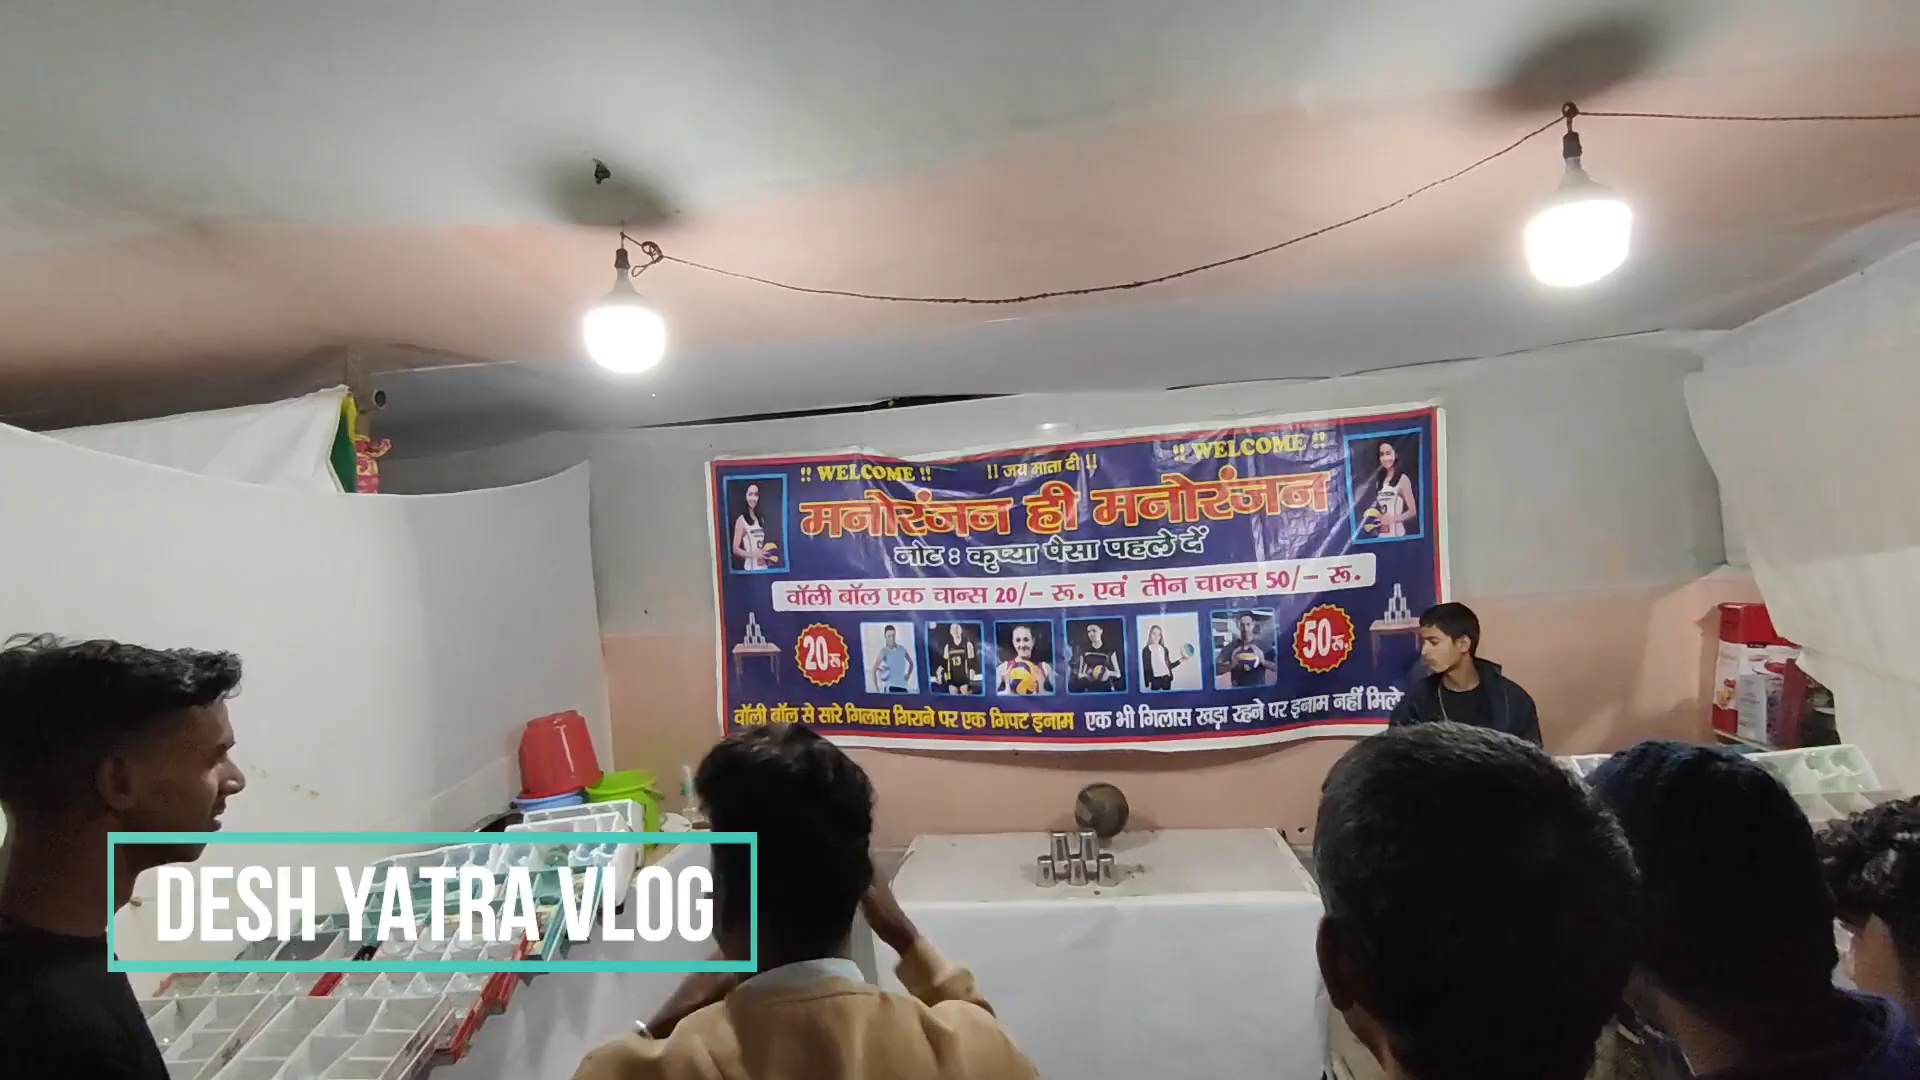 !! WELCOME !! !! जय माता दी !! !! WELCOME !!
मनोरंजन ही मनोरंजन
नोट : कृप्या पैसा पहले दें
वॉली बॉल एक चान्स 20/- रू. एवं तीन चान्स 50/- रू.
20रू.
50रू.
वॉली बॉल से सारे गिलास गिराने पर एक गिफ्ट इनाम एक भी गिलास खड़ा रहने पर इनाम नहीं
DESH YATRA VLOG